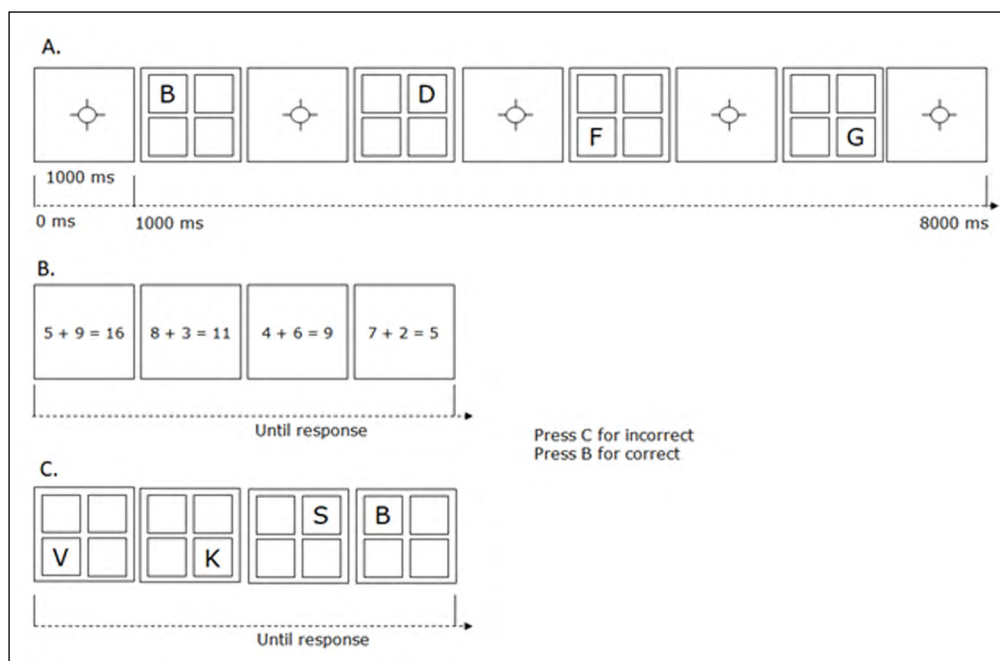 A.
B
D
F
G
1000 ms
0 ms 1000 ms 8000 ms
B.
5 + 9 = 16 8 + 3 = 11 4 + 6 = 9 7 + 2 = 5
Until response
Press C for incorrect
Press B for correct
C.
S B
V K
Until response